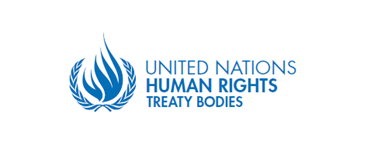 UNITED NATIONS
HUMAN RIGHTS
TREATY BODIES